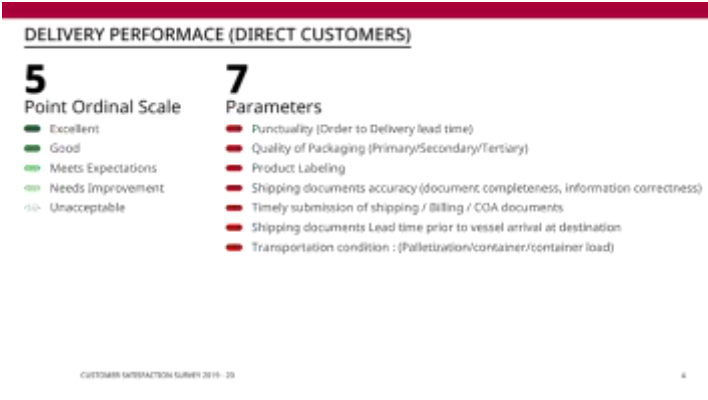 DELIVERY PERFORMACE (DIRECT CUSTOMERS)
5
Point Ordinal Scale
Excellent
Good
Meets Expectations
Needs Improvement
Unacceptable
7
Parameters
Punctuality (Order to Delivery lead time)
Quality of Packaging (Primary/Secondary/Tertiary)
Product Labeling
Shipping documents accuracy (document completeness, information correctness)
Timely submission of shipping / Billing / COA documents
Shipping documents Lead time prior to vessel arrival at destination
Transportation condition : (Palletization/container/container load)
CUSTOMER SATISFACTION SURVEY 2019 - 20
4